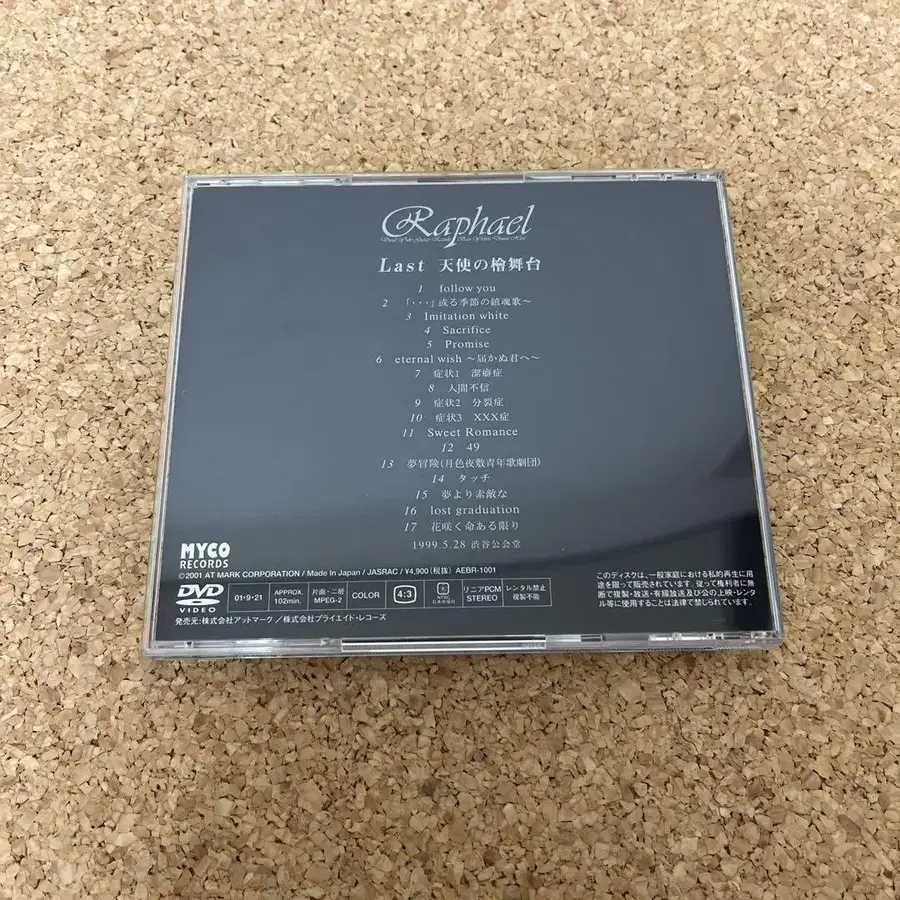 Raphael
Last 天使の檜舞台
1 follow you
2 「・・・」或る季節の鎮魂歌〜
3 Imitation white
4 Sacrifice
5 Promise
6 eternal wish 〜届かぬ君へ〜
7 症状1 潔癖症
8 人間不信
9 症状2 分裂症
10 症状3 XXX症
11 Sweet Romance
12 49
13 夢冒険(月色夜敷青年歌劇団)
14 タッチ
15 夢より素敵な
16 lost graduation
17 花咲く命ある限り
1999.5.28 渋谷公会堂
MYCO
RECORDS
©2001 AT MARK CORPORATION / Made in Japan / JASRAC / ¥4,900(税抜) AEBR-1001
DVD
VIDEO
01・9・21
APPROX.
102min.
片面・二層
MPEG-2
COLOR
4:3
2
NTSC
日本市場向
リニアPCM
STEREO
レンタル禁止
複製不能
発売元:株式会社アットマーク/株式会社プライエイド・レコーズ
このディスクは、一般家庭における私的再生に用
途を限って販売されています。従って権利者に無
断で複製・放送・有線放送及び公の上映・レンタ
ル等に使用することは法律で禁じられています。